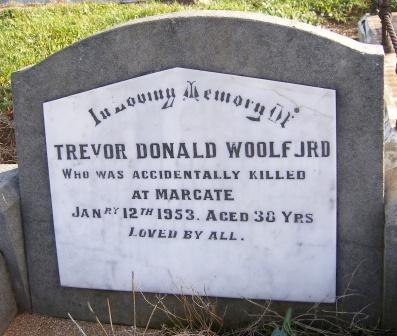 In Loving Memory Of
TREVOR DONALD WOOLFJRD
WHO WAS ACCIDENTALLY KILLED
AT MARGATE
JANRY 12TH 1953. AGED 38 YRS
LOVED BY ALL.